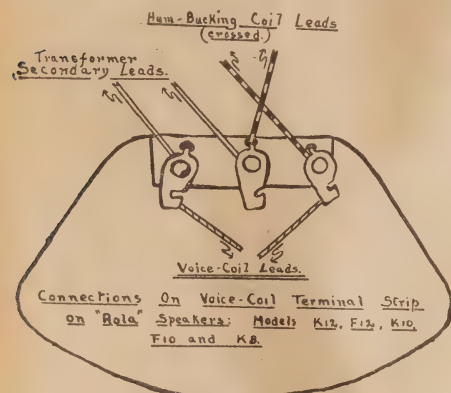 Hum-Bucking Coil Leads
(crossed.)
Transformer
Secondary Leads.
Voice-Coil Leads.
Connections On Voice-Coil Terminal Strip
on "Rola" Speakers: Models K12, F12, K10,
F10 and K8.